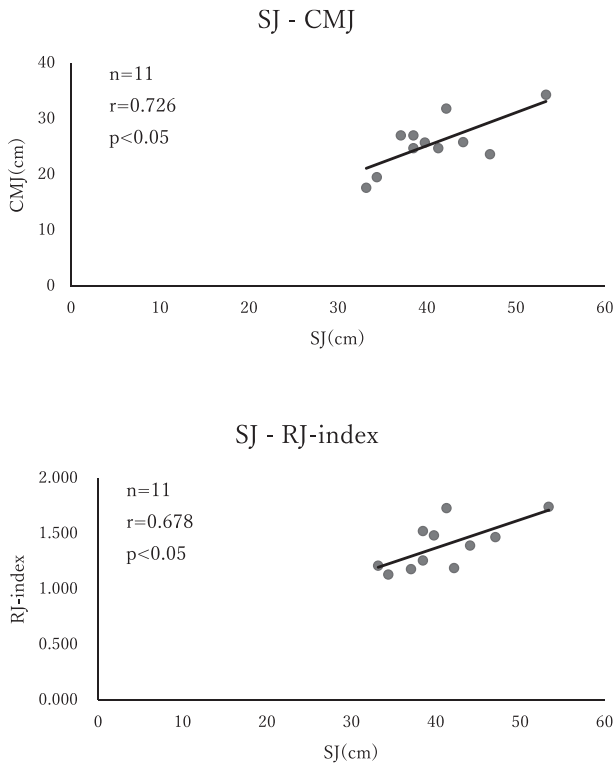 SJ - CMJ
n=11
r=0.726
p<0.05
CMJ(cm)
40
30
20
10
0
0 10 20 30 40 50 60
SJ(cm)
SJ - RJ-index
n=11
r=0.678
p<0.05
RJ-index
2.000
1.500
1.000
0.500
0.000
0 10 20 30 40 50 60
SJ(cm)